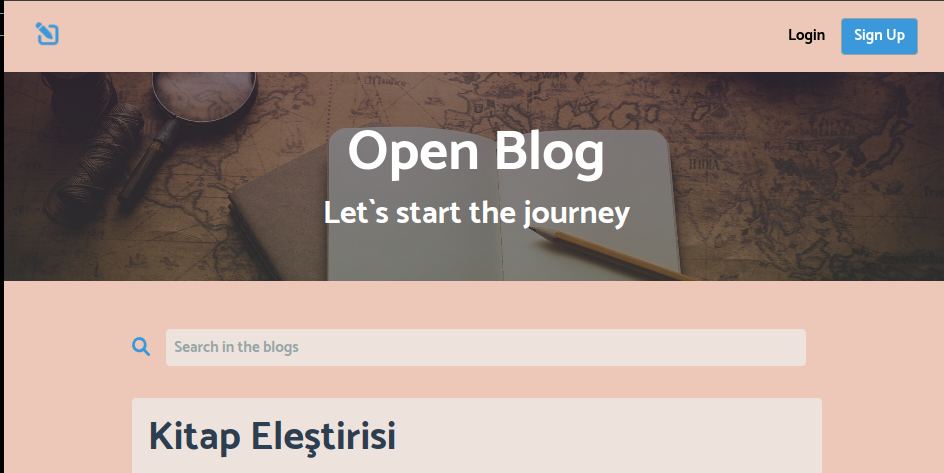 Login
Sign Up
Open Blog
Let`s start the journey
Search in the blogs
Kitap Eleştirisi